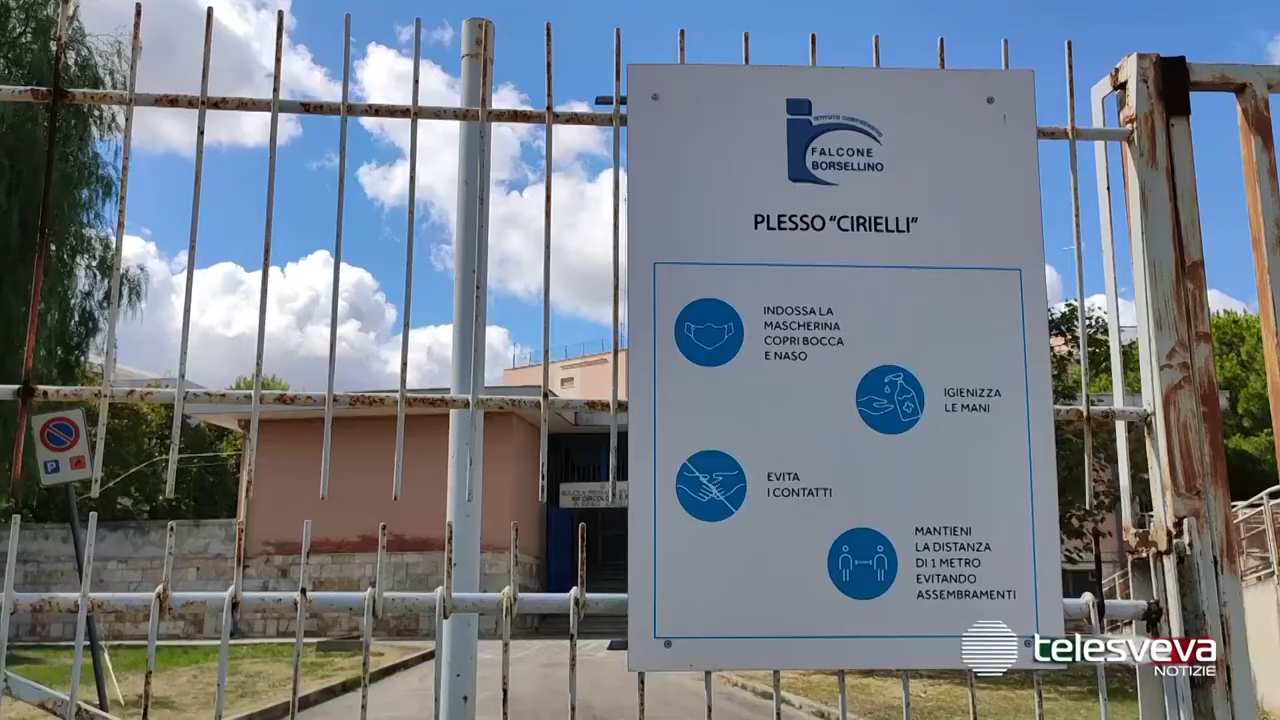 ISTITUTO COMPRENSIVO
FALCONE
BORSELLINO
PLESSO "CIRIELLI"
INDOSSA LA
MASCHERINA
COPRI BOCCA
E NASO
IGIENIZZA
LE MANI
EVITA
I CONTATTI
MANTIENI
LA DISTANZA
DI 1 METRO
EVITANDO
ASSEMBRAMENTI
P
telesveva
NOTIZIE